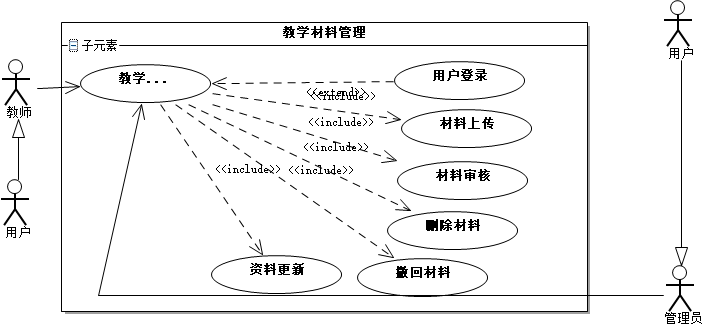 教学材料管理
子元素
用户
教学...
用户登录
<<extend>>
<<include>>
教师
材料上传
<<include>>
<<include>>
材料审核
<<include>>
<<include>>
删除材料
用户
资料更新
撤回材料
管理员